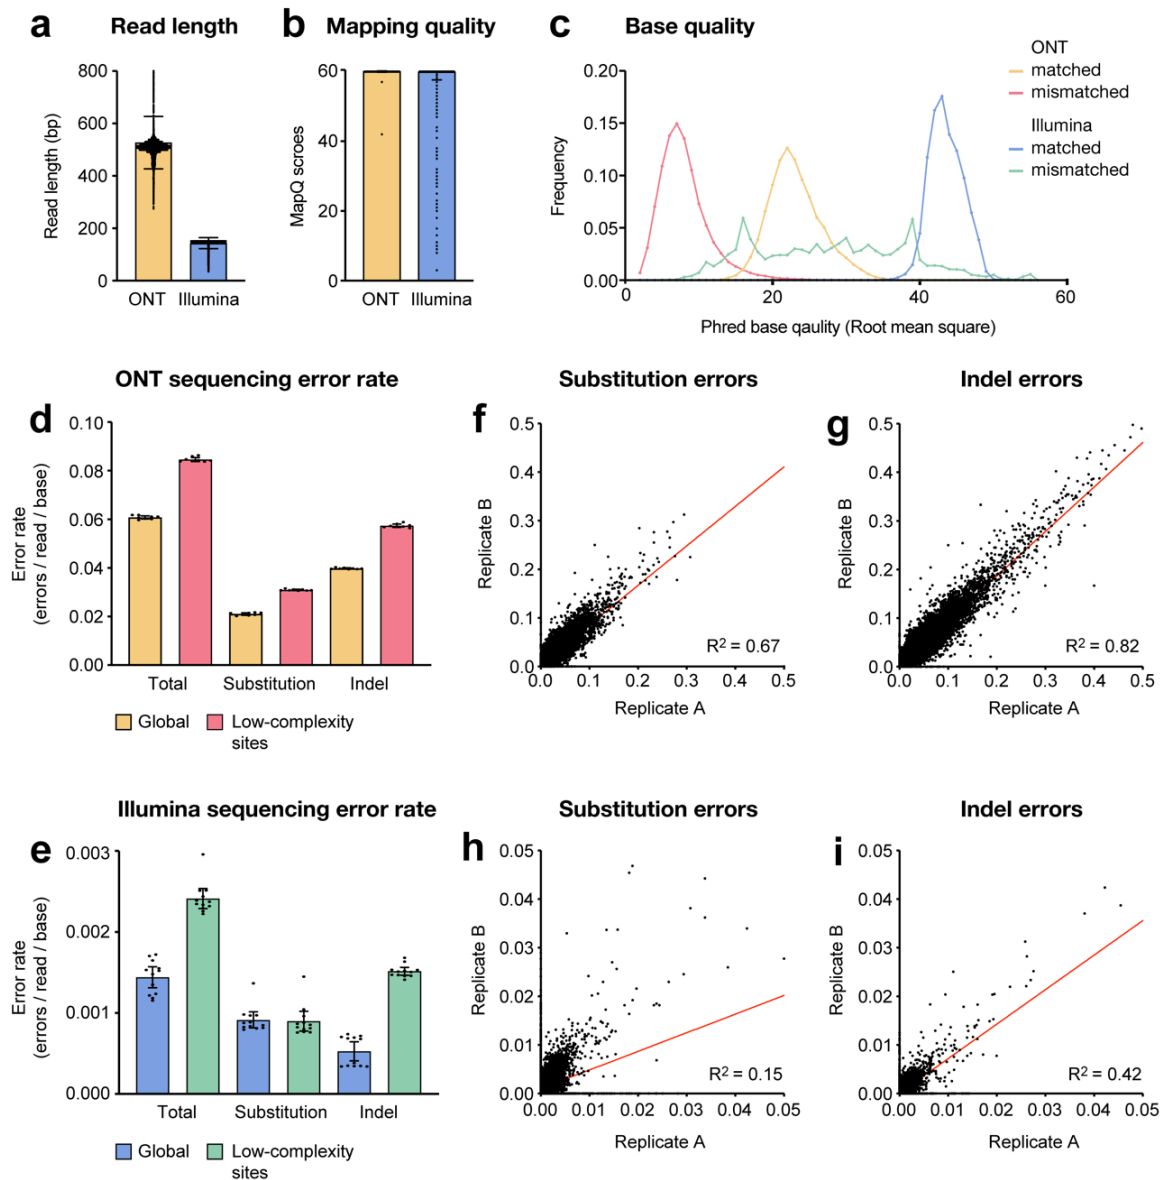 a Read length
b Mapping quality
c Base quality
800
600
400
200
0
Read length (bp)
ONT Illumina
60
40
20
0
MapQ scroes
ONT Illumina
0.20
0.15
0.10
0.05
0.00
Frequency
0 20 40 60
Phred base qaulity (Root mean square)
ONT
matched
mismatched
Illumina
matched
mismatched
ONT sequencing error rate
d
0.10
0.08
0.06
0.04
0.02
0.00
Error rate
(errors / read / base)
Total Substitution Indel
Global
Low-complexity
sites
Substitution errors
f
0.5
0.4
0.3
0.2
0.1
0.0
Replicate B
R² = 0.67
0.0 0.1 0.2 0.3 0.4 0.5
Replicate A
Indel errors
g
0.5
0.4
0.3
0.2
0.1
0.0
Replicate B
R² = 0.82
0.0 0.1 0.2 0.3 0.4 0.5
Replicate A
Illumina sequencing error rate
e
0.003
0.002
0.001
0.000
Error rate
(errors / read / base)
Total Substitution Indel
Global
Low-complexity
sites
Substitution errors
h
0.05
0.04
0.03
0.02
0.01
0.00
Replicate B
R² = 0.15
0.00 0.01 0.02 0.03 0.04 0.05
Replicate A
Indel errors
i
0.05
0.04
0.03
0.02
0.01
0.00
Replicate B
R² = 0.42
0.00 0.01 0.02 0.03 0.04 0.05
Replicate A